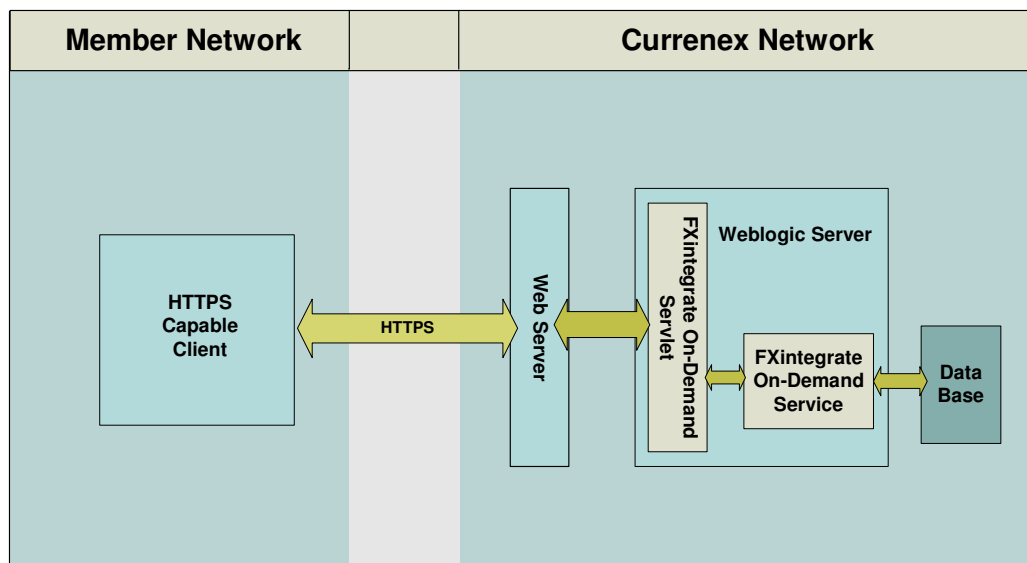 Member Network
Currenex Network
HTTPS
Capable
Client
HTTPS
Web Server
FXintegrate On-Demand
Servlet
Weblogic Server
FXintegrate
On-Demand
Service
Data
Base